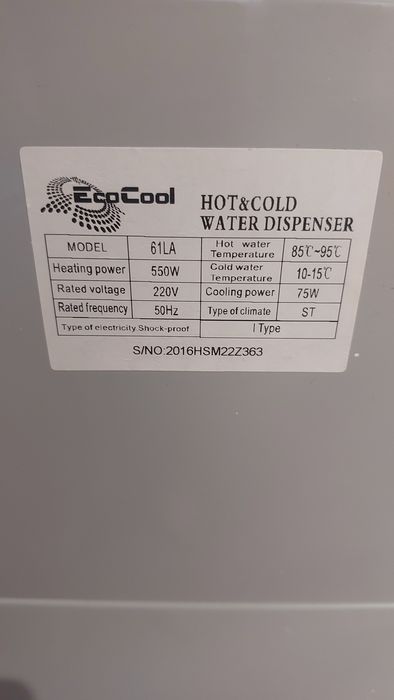 EcoCool
HOT&COLD
WATER DISPENSER
MODEL 61LA Hot water Temperature 85℃~95℃
Heating power 550W Cold water Temperature 10-15℃
Rated voltage 220V Cooling power 75W
Rated frequency 50Hz Type of climate ST
Type of electricity Shock-proof I Type
S/NO:2016HSM22Z363